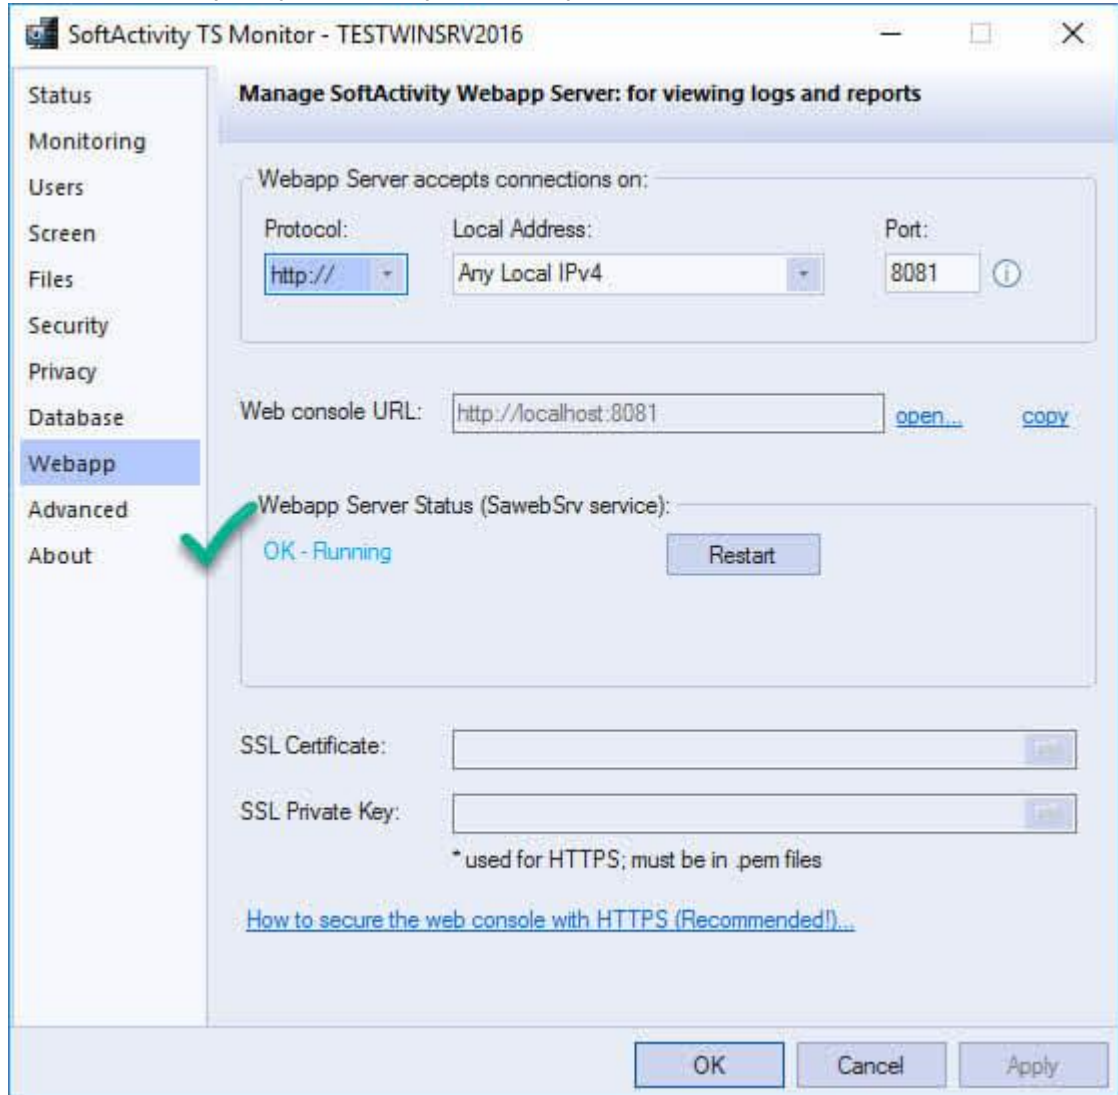 SoftActivity TS Monitor - TESTWINSRV2016
Status
Monitoring
Users
Screen
Files
Security
Privacy
Database
Webapp
Advanced
About
Manage SoftActivity Webapp Server: for viewing logs and reports
Webapp Server accepts connections on:
Protocol: Local Address: Port:
http:// Any Local IPv4 8081
Web console URL: http://localhost:8081 open... copy
Webapp Server Status (SawebSrv service):
OK - Running Restart
SSL Certificate:
SSL Private Key:
* used for HTTPS; must be in .pem files
How to secure the web console with HTTPS (Recommended!)...
OK Cancel Apply